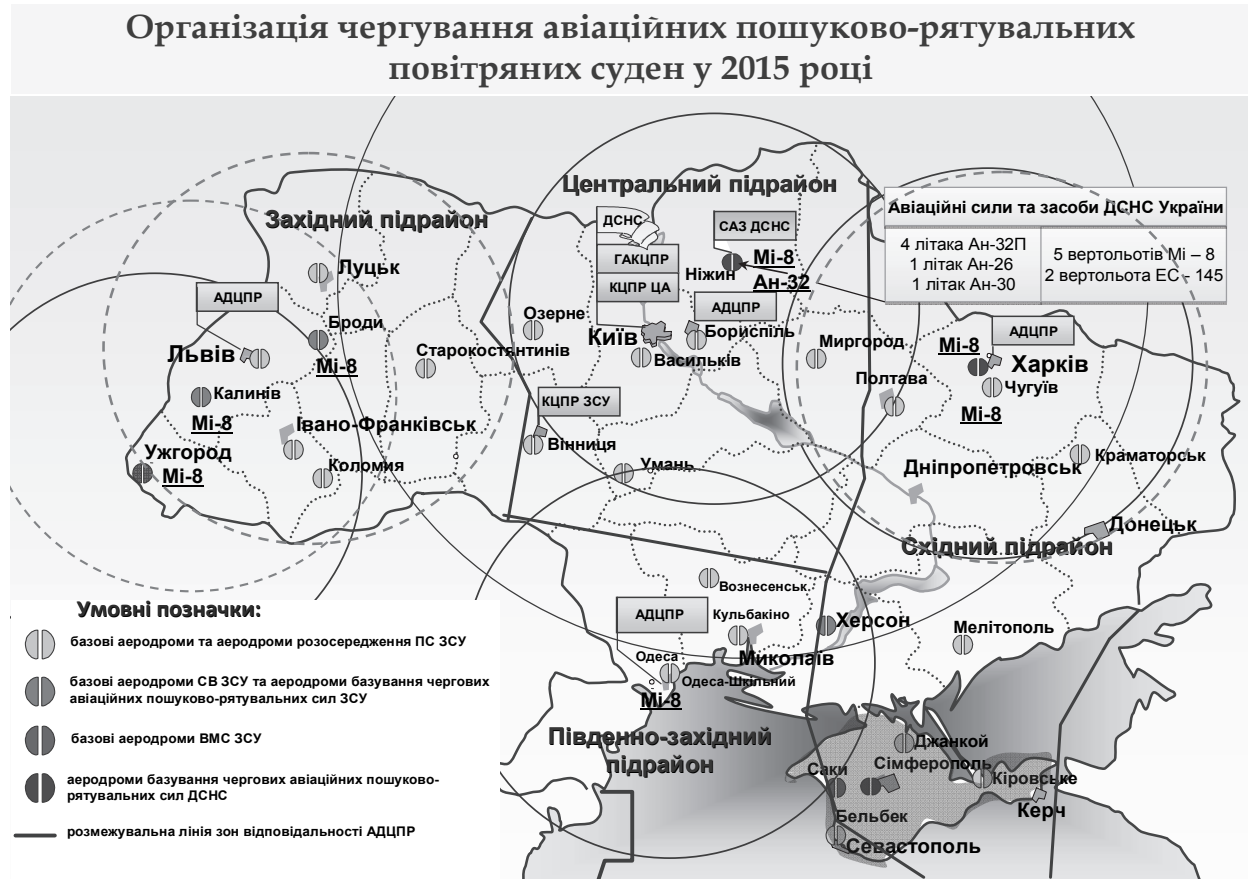 Організація чергування авіаційних пошуково-рятувальних
повітряних суден у 2015 році
Центральний підрайон
Західний підрайон
ДСНС
САЗ ДСНС
Авіаційні сили та засоби ДСНС України
4 літака Ан-32П
1 літак Ан-26
1 літак Ан-30
5 вертольотів Мі – 8
2 вертольота ЕС - 145
ГАКЦПР
КЦПР ЦА
Ніжин
Мі-8
Ан-32
Луцьк
АДЦПР
АДЦПР
АДЦПР
Броди
Озерне
Київ
Бориспіль
Васильків
Миргород
Мі-8
Харків
Львів
Мі-8
Старокостянтинів
Полтава
Чугуїв
Мі-8
Калинів
Мі-8
КЦПР ЗСУ
Івано-Франківськ
Вінниця
Ужгород
Мі-8
Коломия
Умань
Дніпропетровськ
Краматорськ
Донецьк
Східний підрайон
Вознесенськ
АДЦПР
Кульбакіно
Херсон
Мелітополь
Миколаїв
Одеса
Одеса-Шкільний
Мі-8
Південно-західний
підрайон
Джанкой
Сімферополь
Саки
Кіровське
Керч
Бельбек
Севастополь
Умовні позначки:
базові аеродроми та аеродроми розосередження ПС ЗСУ
базові аеродроми СВ ЗСУ та аеродроми базування чергових
авіаційних пошуково-рятувальних сил ЗСУ
базові аеродроми ВМС ЗСУ
аеродроми базування чергових авіаційних пошуково-
рятувальних сил ДСНС
розмежувальна лінія зон відповідальності АДЦПР